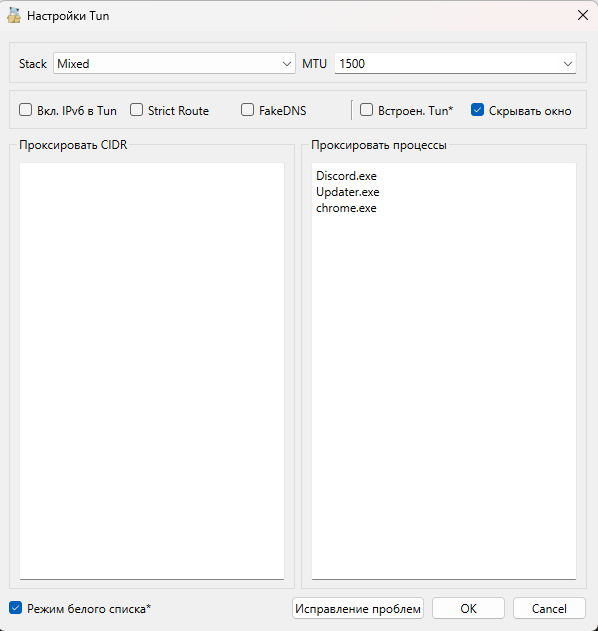 Настройки Tun
Stack Mixed MTU 1500
Вкл. IPv6 в Tun Strict Route FakeDNS Встроен. Tun* Скрывать окно
Проксировать CIDR Проксировать процессы
Discord.exe
Updater.exe
chrome.exe
Режим белого списка* Исправление проблем OK Cancel